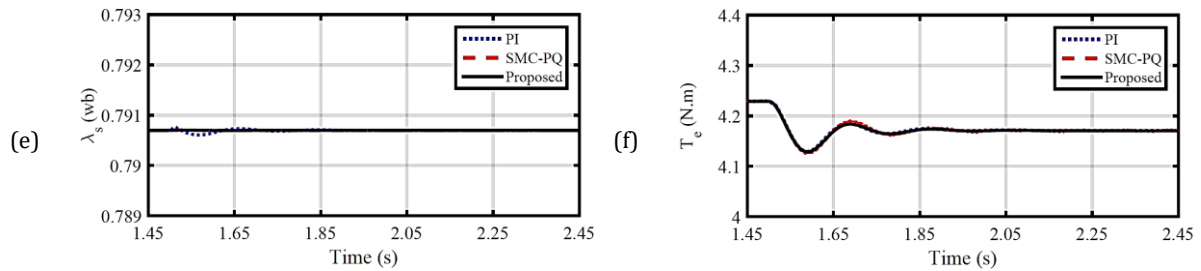 (e)
λs (wb)
0.793
0.792
0.791
0.79
0.789
PI
SMC-PQ
Proposed
1.45 1.65 1.85 2.05 2.25 2.45
Time (s)
(f)
Te (N.m)
4.4
4.3
4.2
4.1
4
PI
SMC-PQ
Proposed
1.45 1.65 1.85 2.05 2.25 2.45
Time (s)